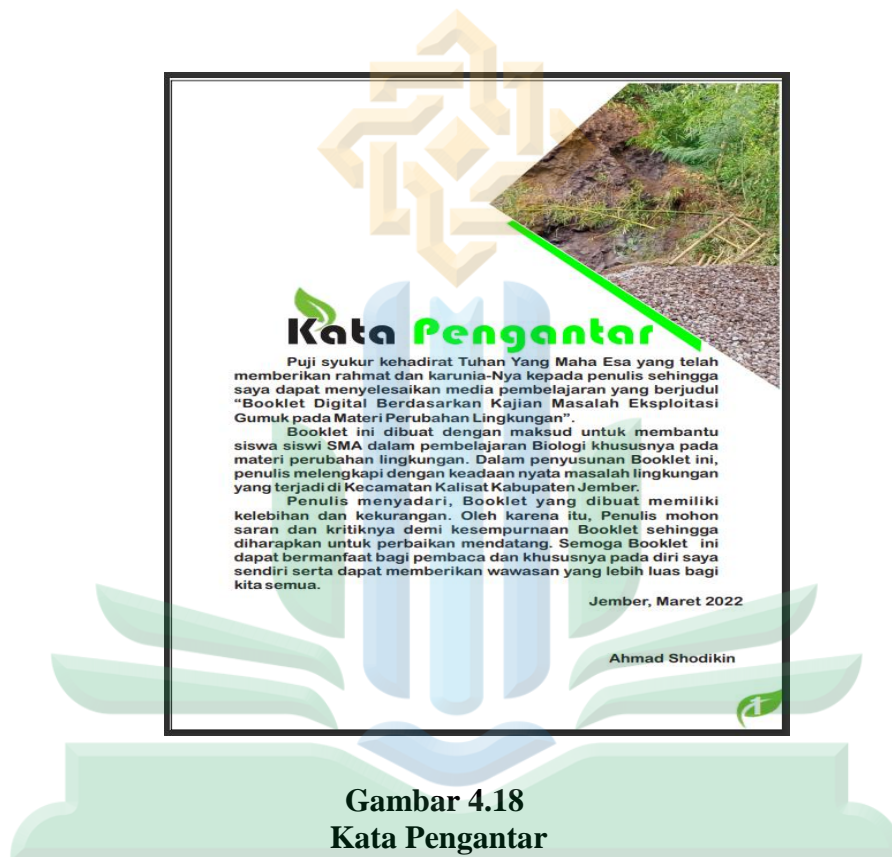 Kata Pengantar
Puji syukur kehadirat Tuhan Yang Maha Esa yang telah
memberikan rahmat dan karunia-Nya kepada penulis sehingga
saya dapat menyelesaikan media pembelajaran yang berjudul
“Booklet Digital Berdasarkan Kajian Masalah Eksploitasi
Gumuk pada Materi Perubahan Lingkungan”.
Booklet ini dibuat dengan maksud untuk membantu
siswa siswi SMA dalam pembelajaran Biologi khususnya pada
materi perubahan lingkungan. Dalam penyusunan Booklet ini,
penulis melengkapi dengan keadaan nyata masalah lingkungan
yang terjadi di Kecamatan Kalisat Kabupaten Jember.
Penulis menyadari, Booklet yang dibuat memiliki
kelebihan dan kekurangan. Oleh karena itu, Penulis mohon
saran dan kritiknya demi kesempurnaan Booklet sehingga
diharapkan untuk perbaikan mendatang. Semoga Booklet ini
dapat bermanfaat bagi pembaca dan khususnya pada diri saya
sendiri serta dapat memberikan wawasan yang lebih luas bagi
kita semua.
Jember, Maret 2022
Ahmad Shodikin
Gambar 4.18
Kata Pengantar